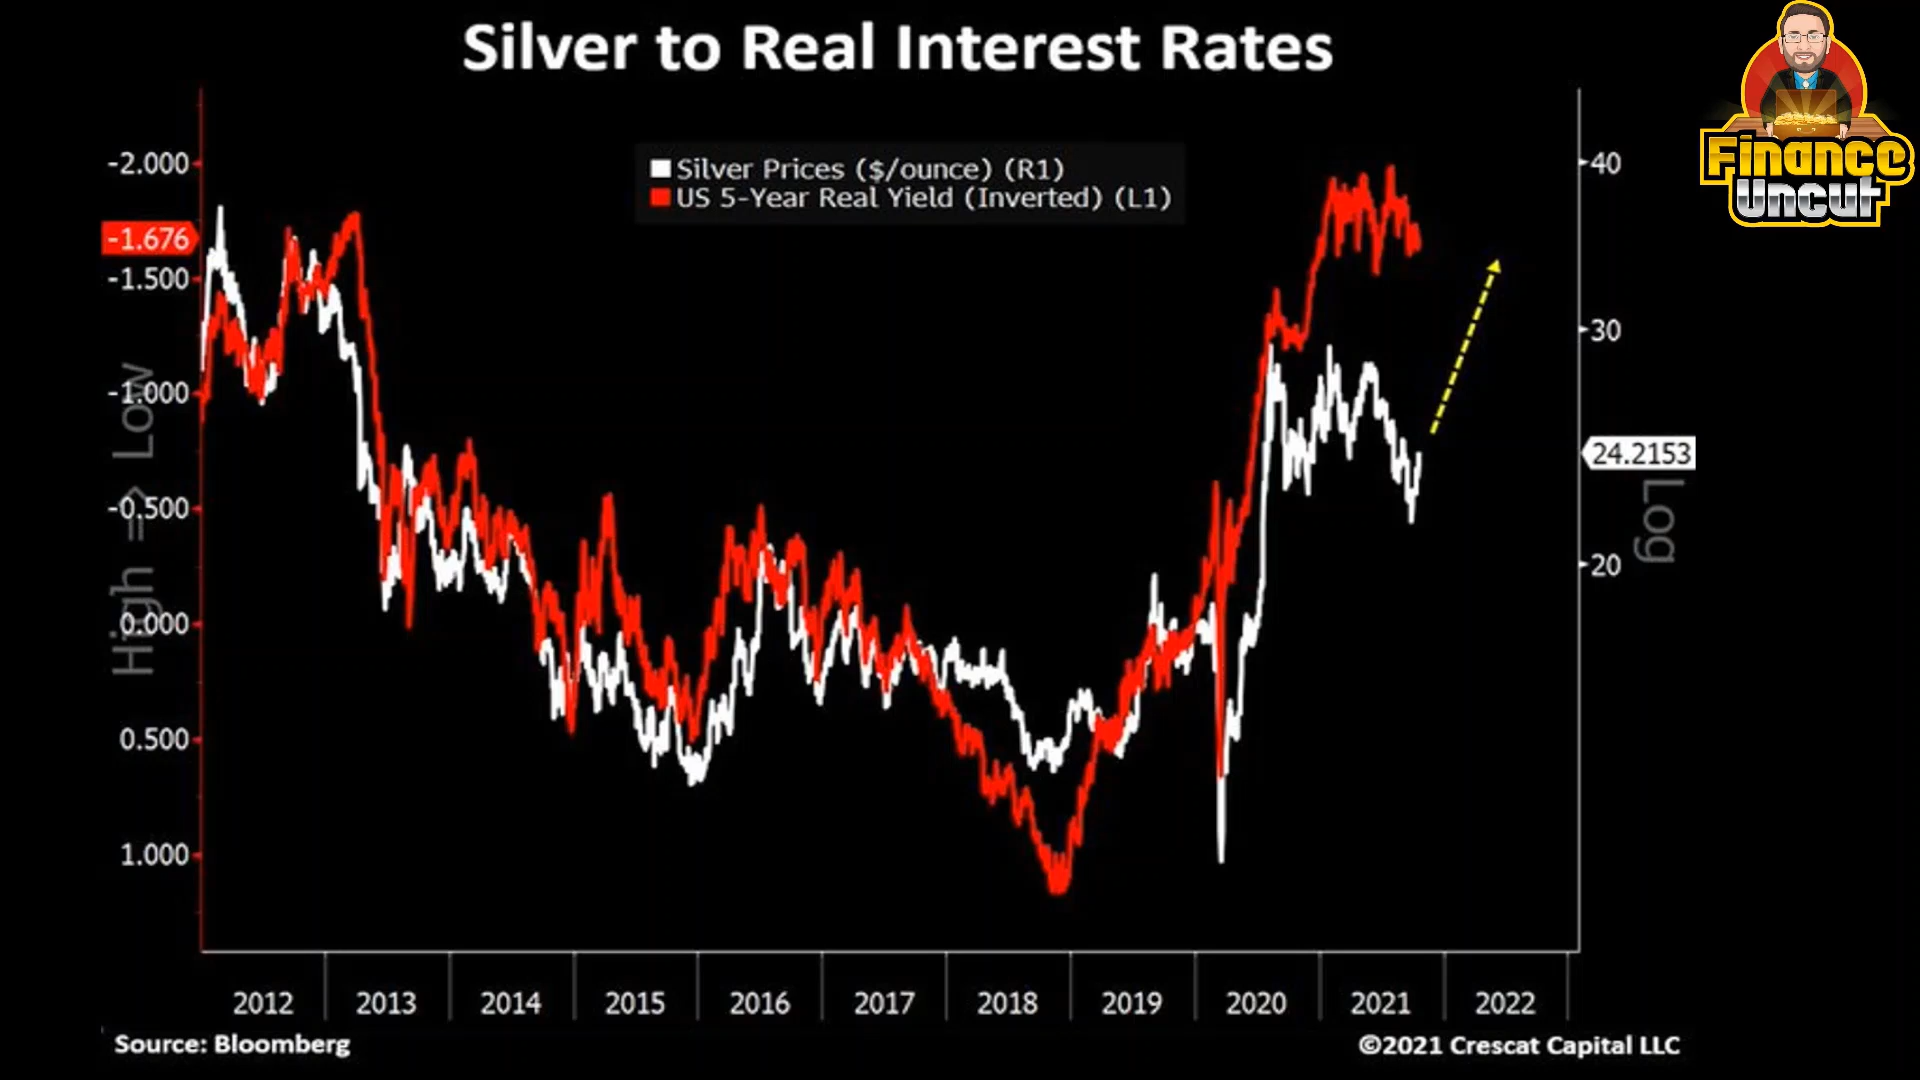 Silver to Real Interest Rates
Finance
Uncut
Silver Prices ($/ounce) (R1)
US 5-Year Real Yield (Inverted) (L1)
-2.000
-1.676
-1.500
-1.000
-0.500
0.000
0.500
1.000
High => Low
40
30
24.2153
20
Log
2012 2013 2014 2015 2016 2017 2018 2019 2020 2021 2022
Source: Bloomberg
©2021 Crescat Capital LLC